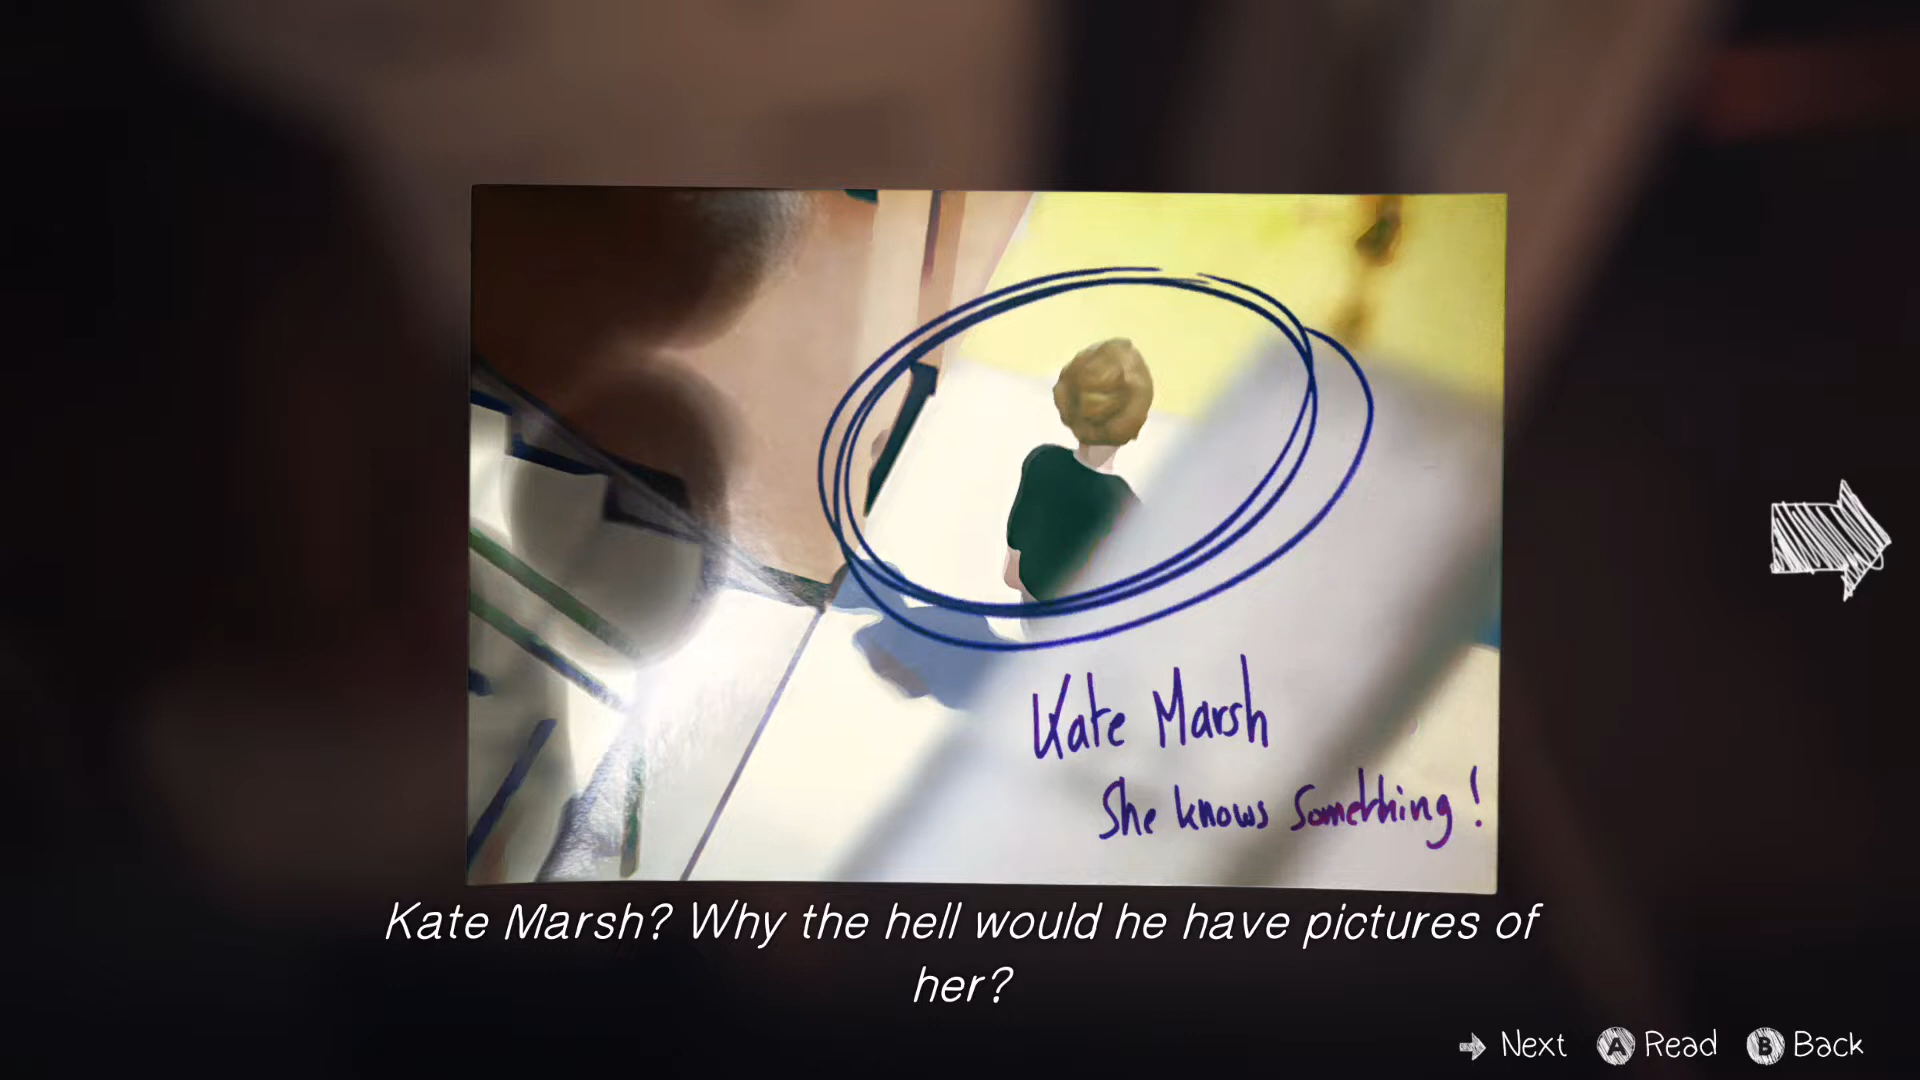 Kate Marsh
She knows Something!
Kate Marsh? Why the hell would he have pictures of
her?
Next A Read B Back